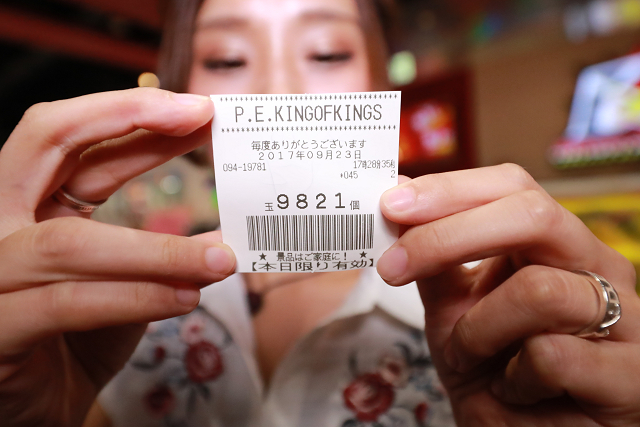 P.E.KINGOFKINGS
毎度ありがとうございます
2017年09月23日
094-19781 17時28分35秒
+045 2
玉9821個
★ 景品はご家庭に! ★
【本日限り有効】